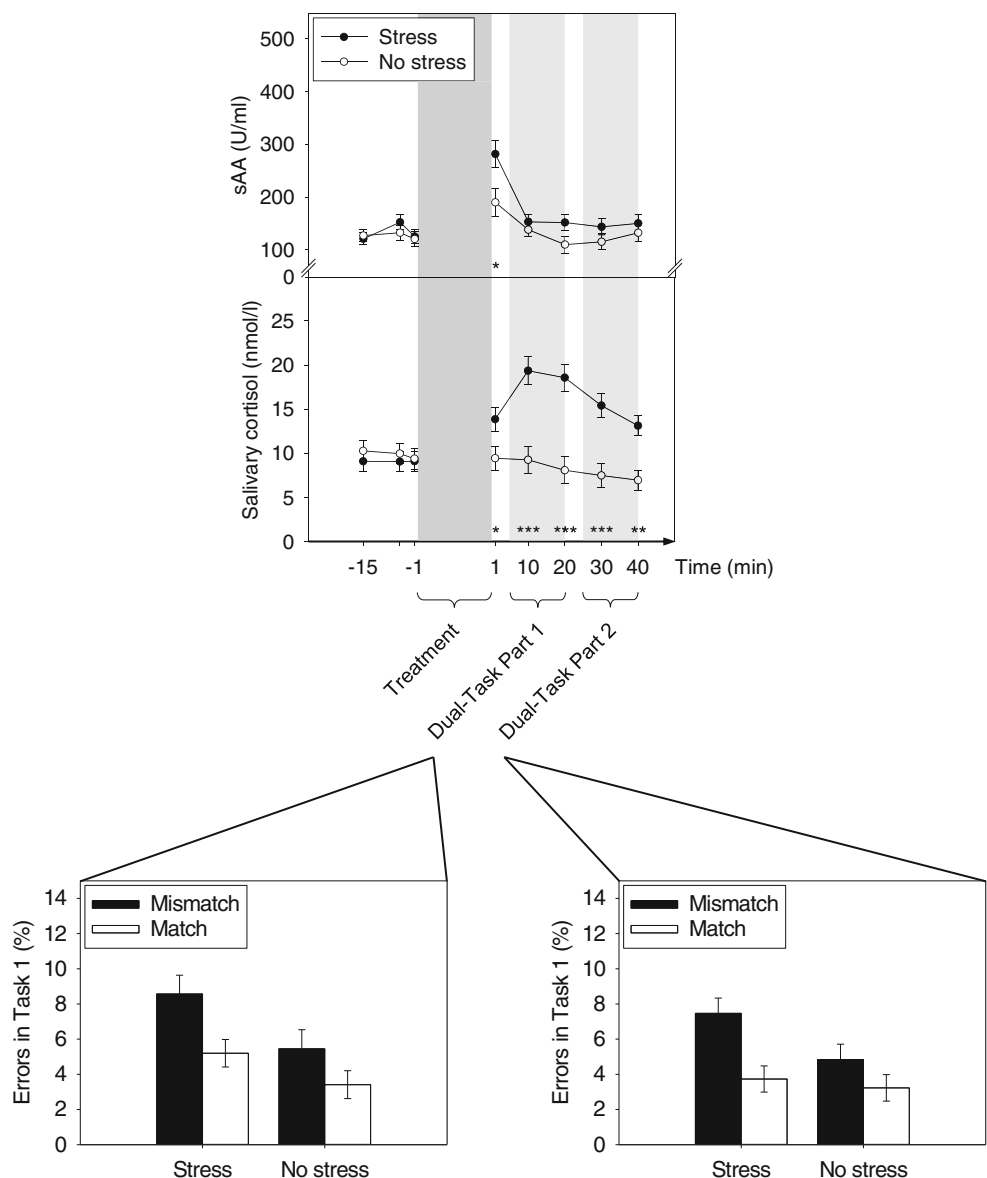 Stress
No stress
sAA (U/ml)
500
400
300
200
100
0
*
Salivary cortisol (nmol/l)
25
20
15
10
5
0
* *** *** *** **
-15 -1 1 10 20 30 40 Time (min)
Treatment
Dual-Task Part 1
Dual-Task Part 2
Errors in Task 1 (%)
14
12
10
8
6
4
2
0
Mismatch
Match
Stress No stress
Errors in Task 1 (%)
14
12
10
8
6
4
2
0
Mismatch
Match
Stress No stress